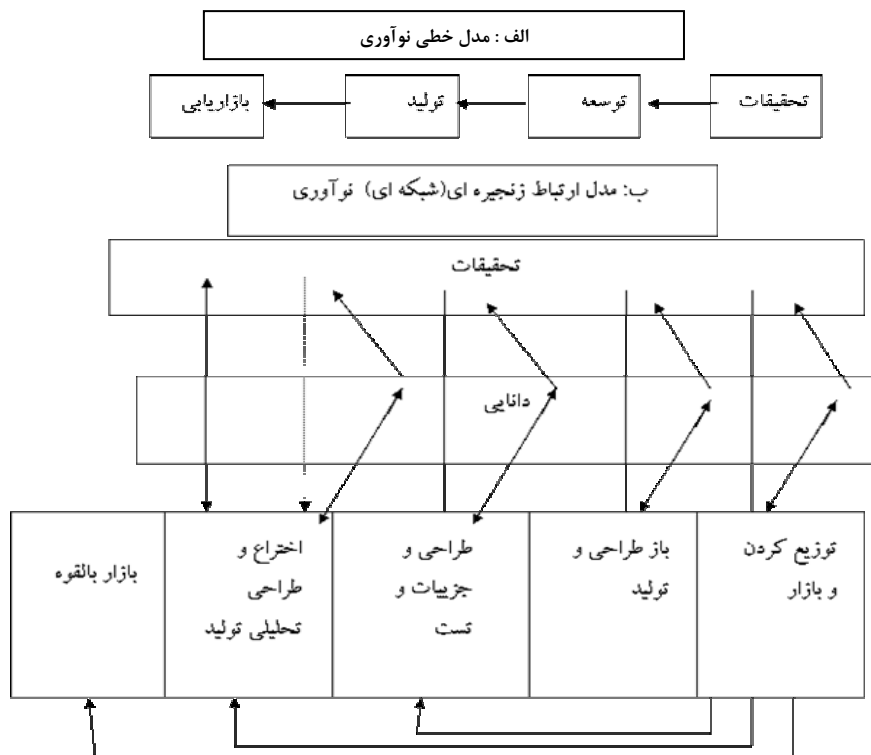 الف : مدل خطی نوآوری
تحقیقات
توسعه
تولید
بازاریابی
ب: مدل ارتباط زنجیره ای(شبکه ای) نوآوری
تحقیقات
دانایی
توزیع کردن
و بازار
باز طراحی و
تولید
طراحی و
جزییات و
تست
اختراع و
طراحی
تحلیلی تولید
بازار بالقوه